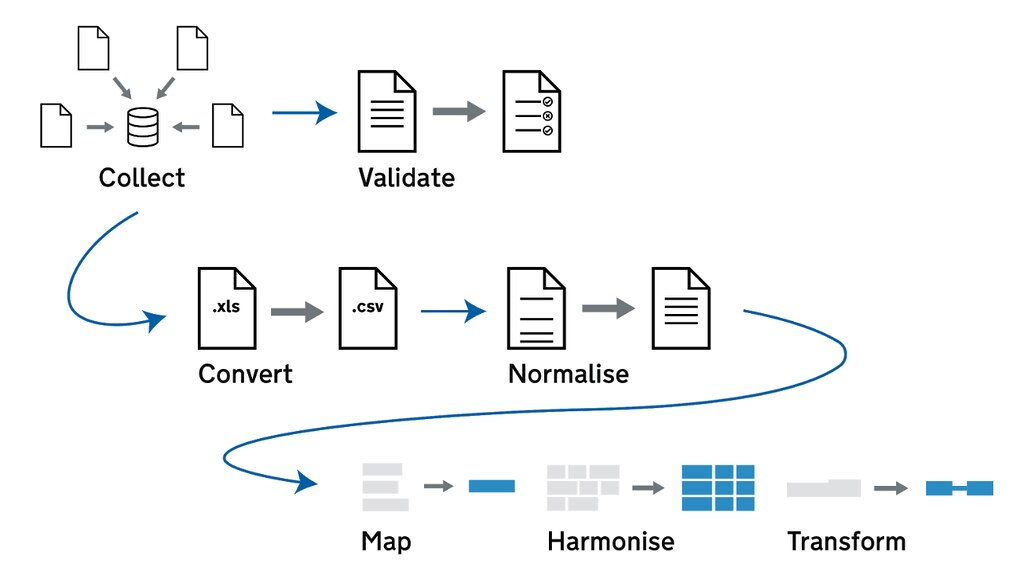 Collect
Validate
.xls
.csv
Convert
Normalise
Map
Harmonise
Transform